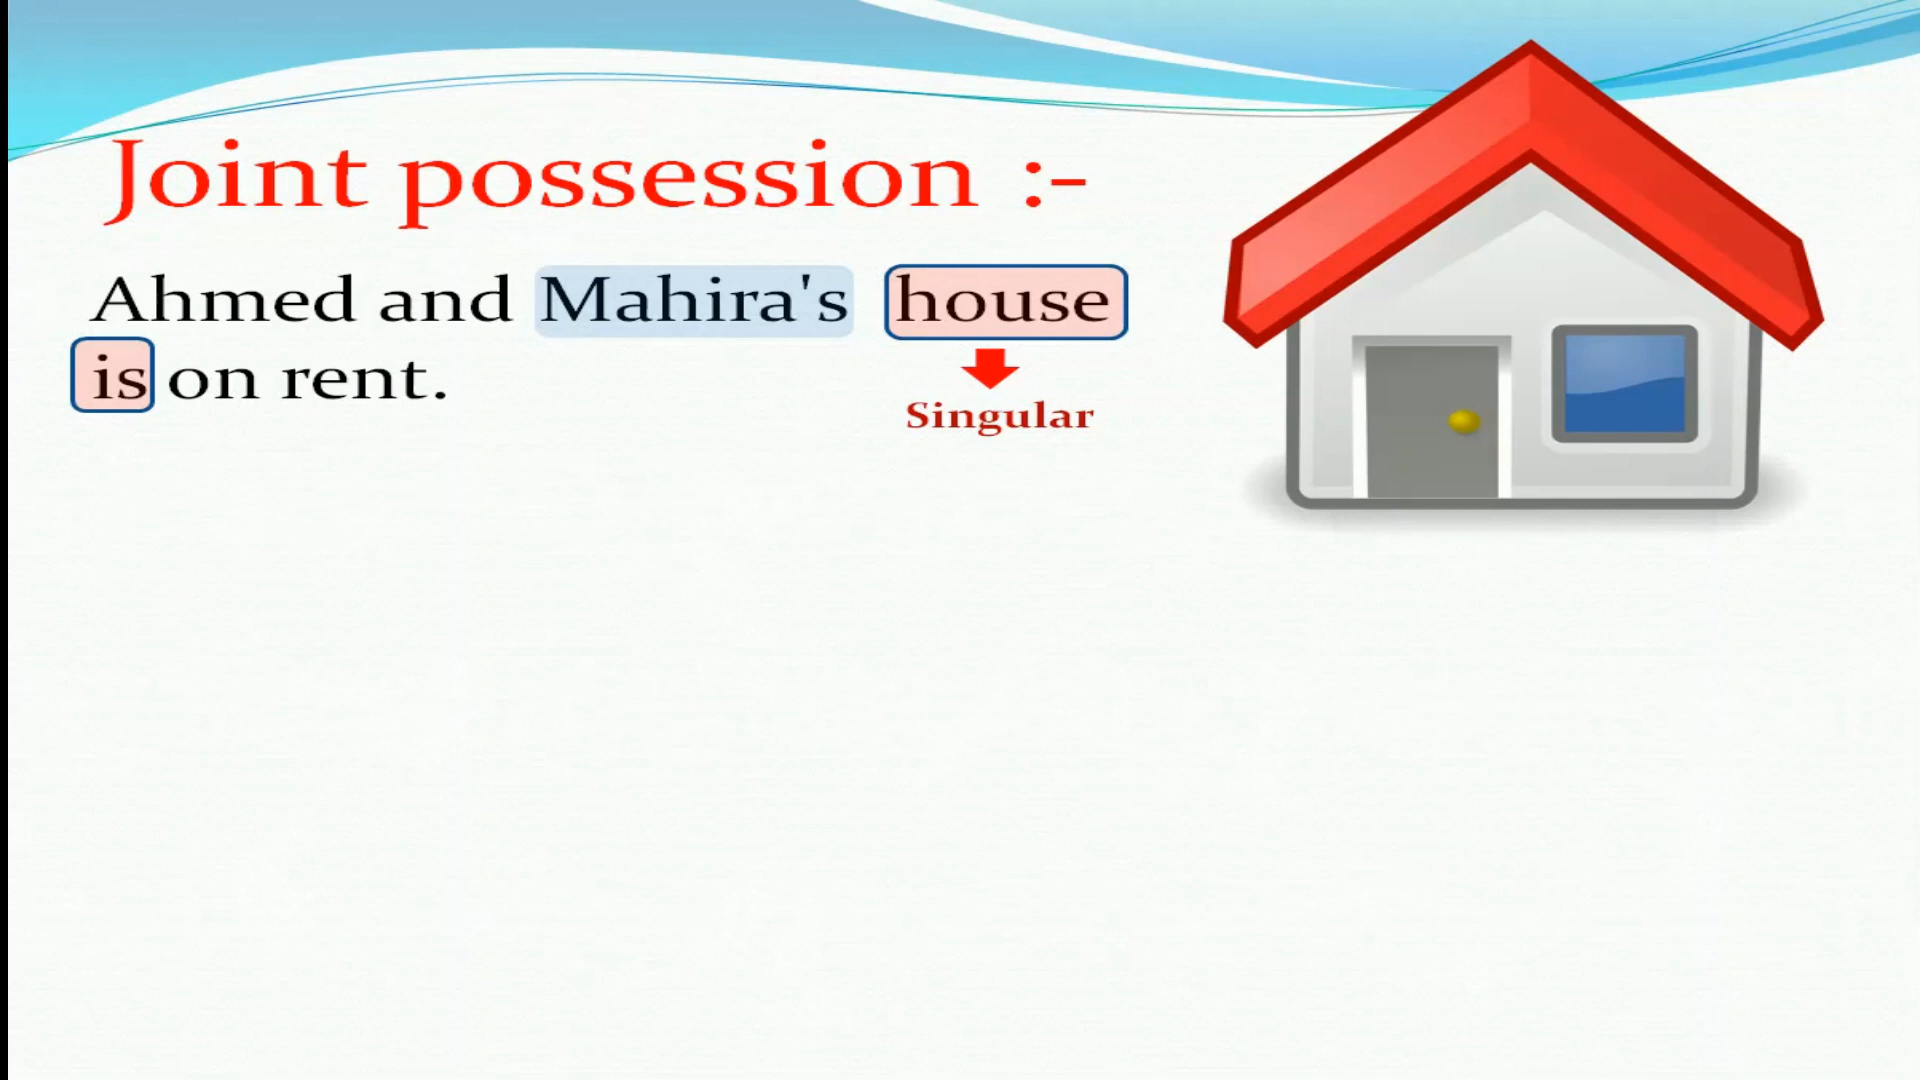 Joint possession :-
Ahmed and Mahira's house
is on rent.
Singular